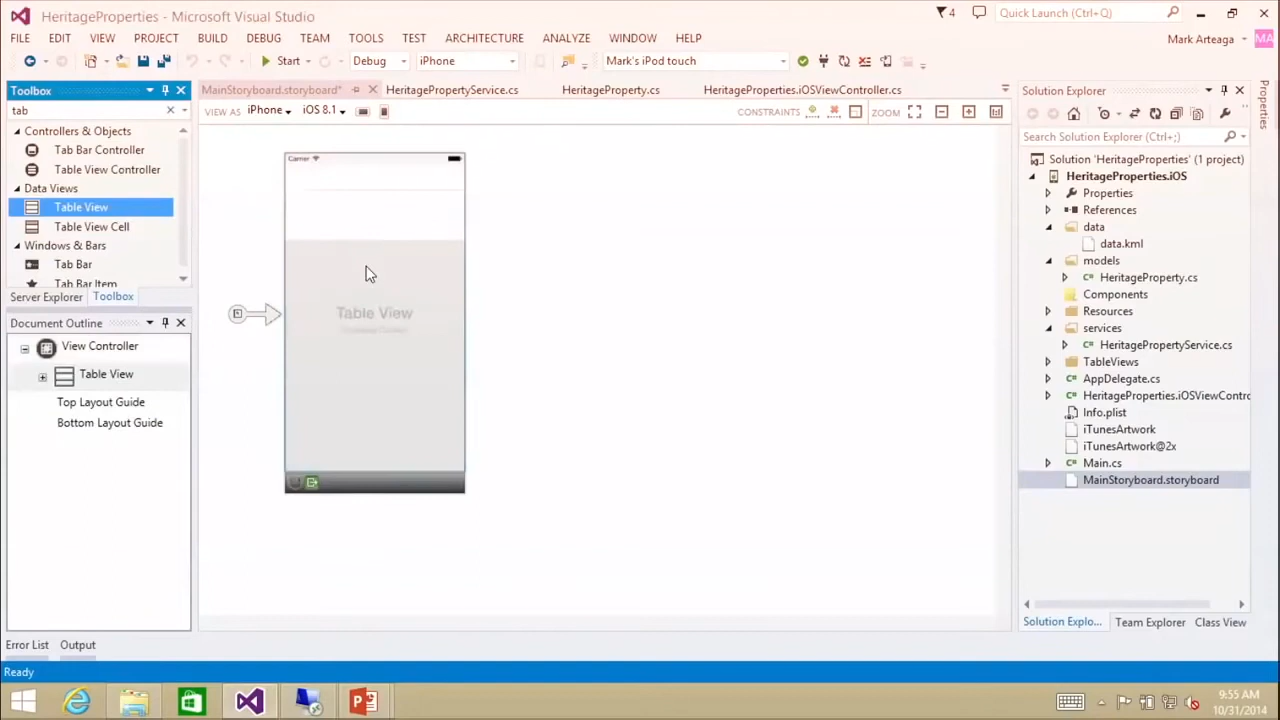 HeritageProperties - Microsoft Visual Studio
4
Quick Launch (Ctrl+Q)
FILE EDIT VIEW PROJECT BUILD DEBUG TEAM TOOLS TEST ARCHITECTURE ANALYZE WINDOW HELP
Mark Arteaga
MA
Start
Debug
iPhone
Mark's iPod touch
Toolbox
tab
Controllers & Objects
Tab Bar Controller
Table View Controller
Data Views
Table View
Table View Cell
Windows & Bars
Tab Bar
Tab Bar Item
Server Explorer
Toolbox
Document Outline
View Controller
Table View
Top Layout Guide
Bottom Layout Guide
MainStoryboard.storyboard*
HeritagePropertyService.cs
HeritageProperty.cs
HeritageProperties.iOSViewController.cs
VIEW AS iPhone iOS 8.1
CONSTRAINTS
ZOOM
Carrier
Table View
Solution Explorer
Search Solution Explorer (Ctrl+;)
Solution 'HeritageProperties' (1 project)
HeritageProperties.iOS
Properties
References
data
data.kml
models
HeritageProperty.cs
Components
Resources
services
HeritagePropertyService.cs
TableViews
AppDelegate.cs
HeritageProperties.iOSViewContro
Info.plist
iTunesArtwork
iTunesArtwork@2x
Main.cs
MainStoryboard.storyboard
Solution Explo...
Team Explorer
Class View
Properties
Error List
Output
Ready
9:55 AM
10/31/2014